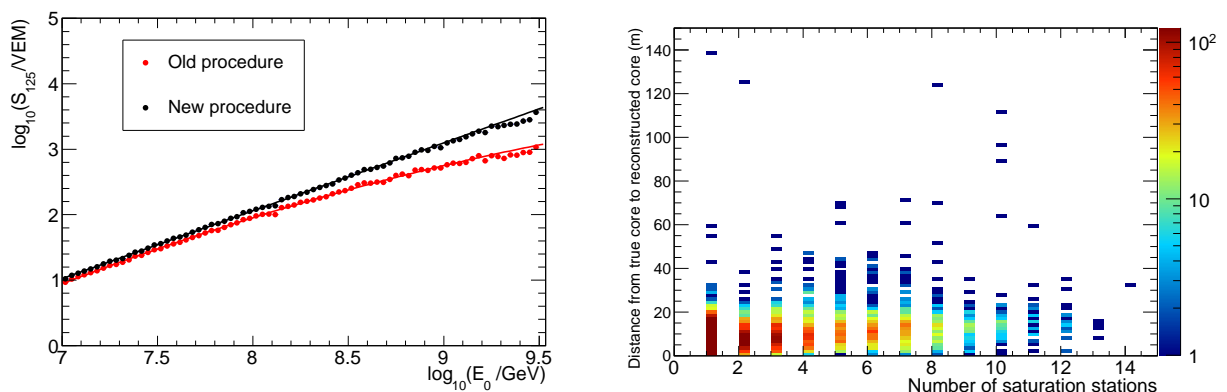 log₁₀(S₁₂₅/VEM)
5
4
3
2
1
0
Old procedure
New procedure
7 7.5 8 8.5 9 9.5
log₁₀(E₀ /GeV)
Distance from true core to reconstructed core (m)
140
120
100
80
60
40
20
0
0 2 4 6 8 10 12 14
Number of saturation stations
10²
10
1